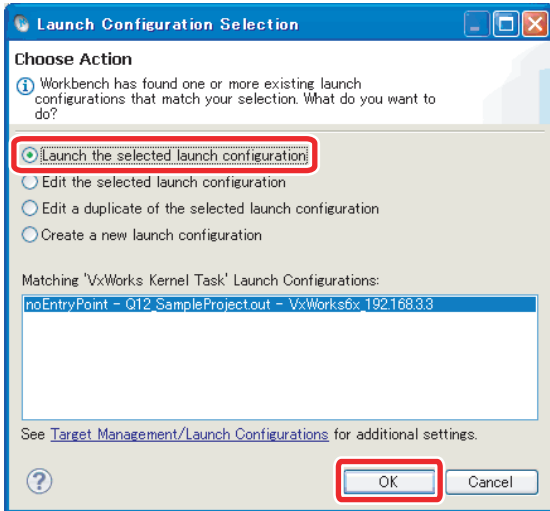 Launch Configuration Selection
Choose Action
Workbench has found one or more existing launch
configurations that match your selection. What do you want to
do?
Launch the selected launch configuration
Edit the selected launch configuration
Edit a duplicate of the selected launch configuration
Create a new launch configuration
Matching 'VxWorks Kernel Task' Launch Configurations:
noEntryPoint - Q12_SampleProject.out - VxWorks6x_192.168.3.3
See Target Management/Launch Configurations for additional settings.
?
OK
Cancel